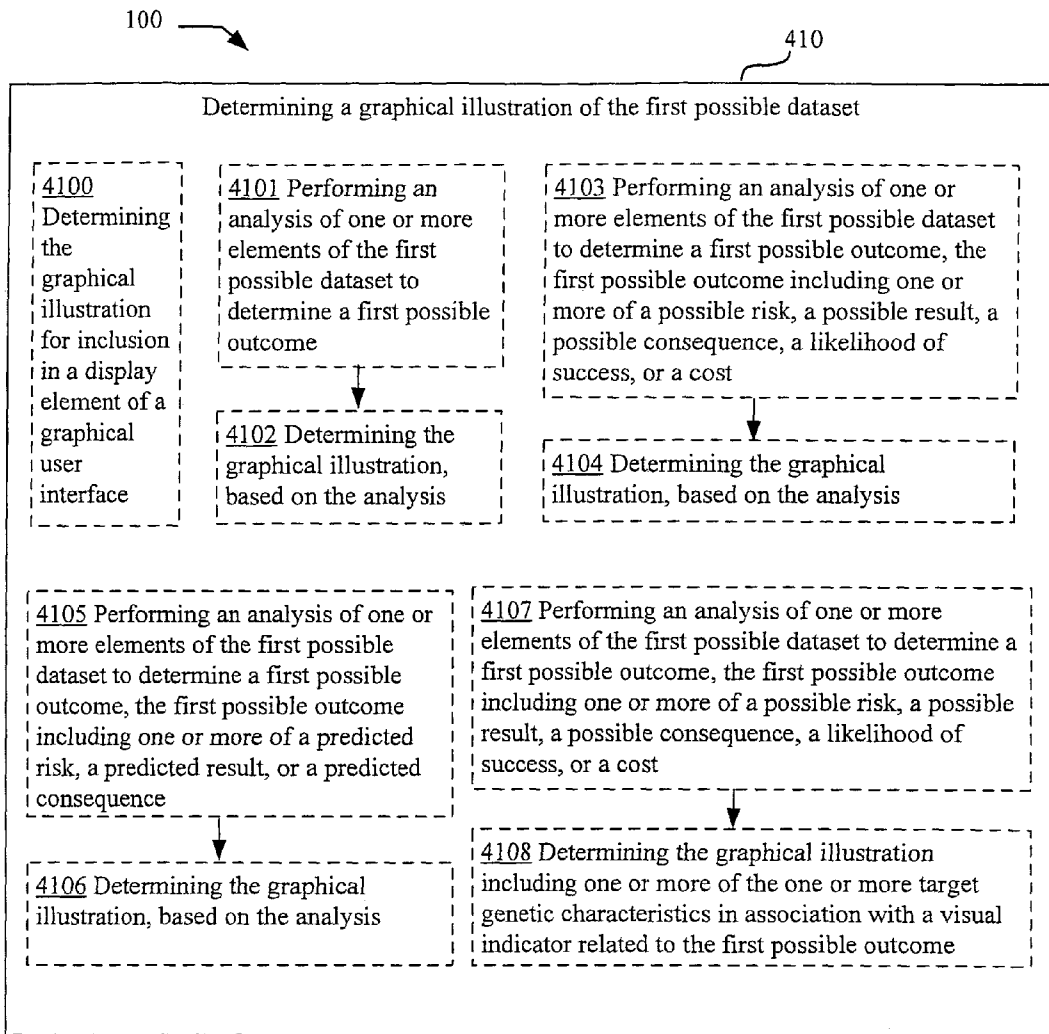 100
410
Determining a graphical illustration of the first possible dataset
4100
Determining
the
graphical
illustration
for inclusion
in a display
element of a
graphical
user
interface
4101 Performing an
analysis of one or more
elements of the first
possible dataset to
determine a first possible
outcome
4102 Determining the
graphical illustration,
based on the analysis
4103 Performing an analysis of one or
more elements of the first possible dataset
to determine a first possible outcome, the
first possible outcome including one or
more of a possible risk, a possible result, a
possible consequence, a likelihood of
success, or a cost
4104 Determining the graphical
illustration, based on the analysis
4105 Performing an analysis of one or
more elements of the first possible
dataset to determine a first possible
outcome, the first possible outcome
including one or more of a predicted
risk, a predicted result, or a predicted
consequence
4106 Determining the graphical
illustration, based on the analysis
4107 Performing an analysis of one or more
elements of the first possible dataset to determine a
first possible outcome, the first possible outcome
including one or more of a possible risk, a possible
result, a possible consequence, a likelihood of
success, or a cost
4108 Determining the graphical illustration
including one or more of the one or more target
genetic characteristics in association with a visual
indicator related to the first possible outcome